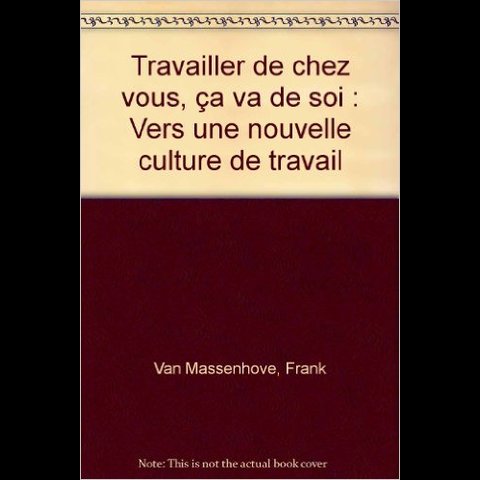 Travailler de chez
vous, ça va de soi :
Vers une nouvelle
culture de travail
Van Massenhove, Frank
Note: This is not the actual book cover